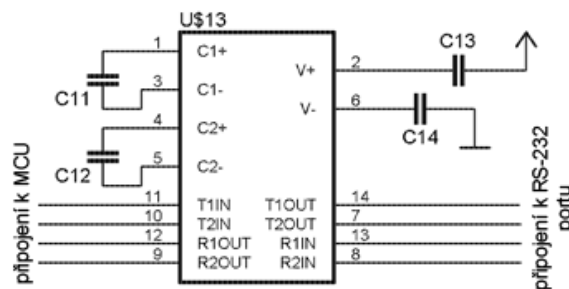 U$13
1
C1+
C11
3
C1-
4
C2+
C12
5
C2-
V+
2
C13
V-
6
C14
připojení k MCU
11
T1IN
T1OUT
14
10
T2IN
T2OUT
7
12
R1OUT
R1IN
13
9
R2OUT
R2IN
8
připojení k RS-232
portu